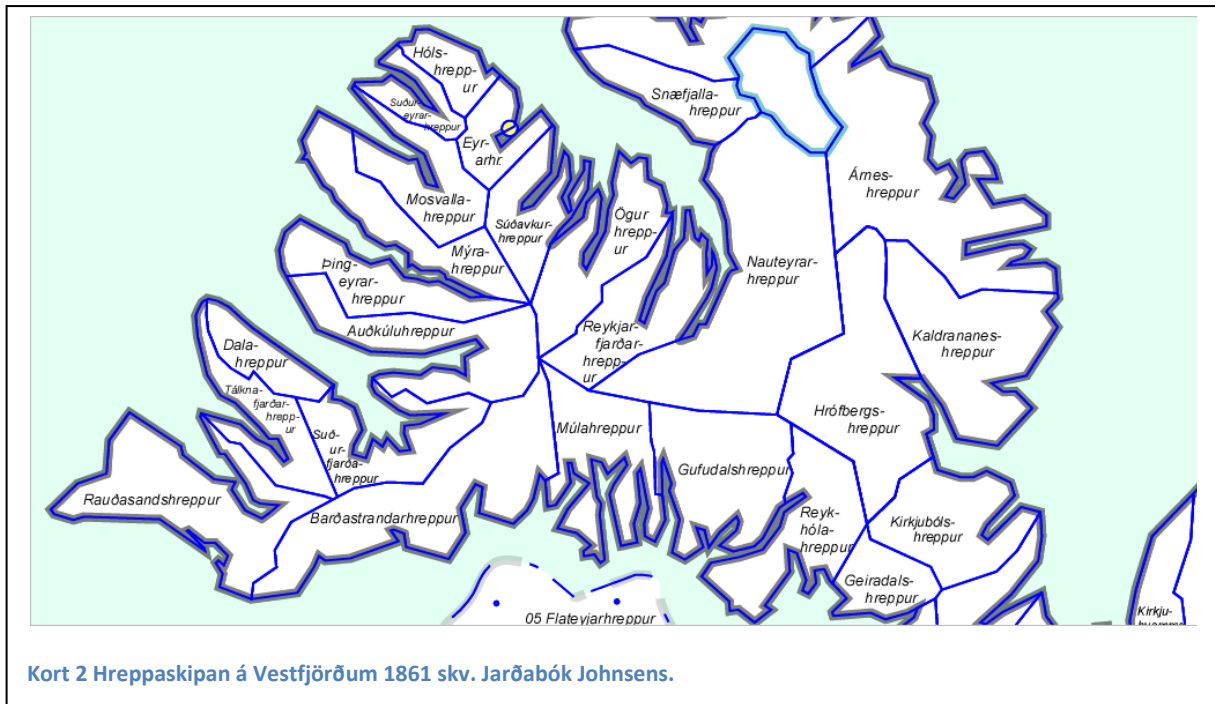 Hóls-
hrepp-
ur
Suður-
eyrar-
hreppur
Eyr-
arhr.
Snæfjalla-
hreppur
Árnes-
hreppur
Mosvalla-
hreppur
Súðavkur-
hreppur
Ögur
hrepp-
ur
Mýra-
hreppur
Nauteyrar-
hreppur
Þing-
eyrar-
hreppur
Auðkúluhreppur
Reykjar-
fjarðar-
hrepp-
ur
Kaldrananes-
hreppur
Dala-
hreppur
Tálkna-
fjarðar-
hrepp-
ur
Suð-
ur-
fjarða-
hreppur
Hrófbergs-
hreppur
Múlahreppur
Gufudalshreppur
Rauðasandshreppur
Barðastrandarhreppur
Reyk-
hóla-
hreppur
Kirkjubóls-
hreppur
Geiradals-
hreppur
05 Flateyjarhreppur
Kirkju-
Kort 2 Hreppaskipan á Vestfjörðum 1861 skv. Jarðabók Johnsens.